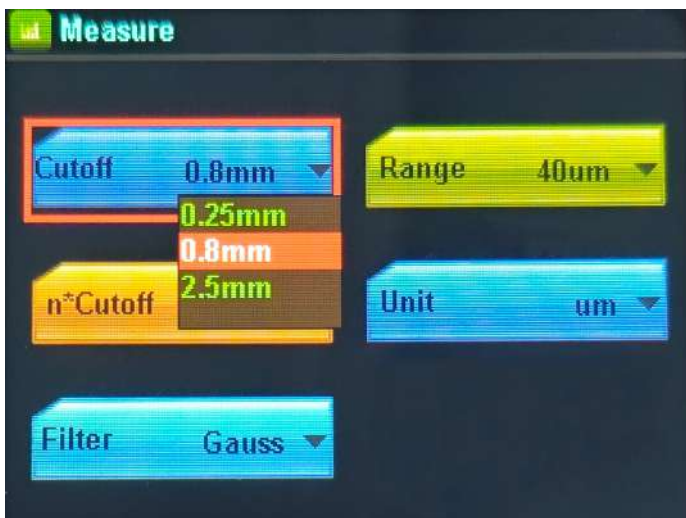 Measure
Cutoff 0.8mm
Range 40um
0.25mm
0.8mm
2.5mm
n*Cutoff
Unit um
Filter Gauss